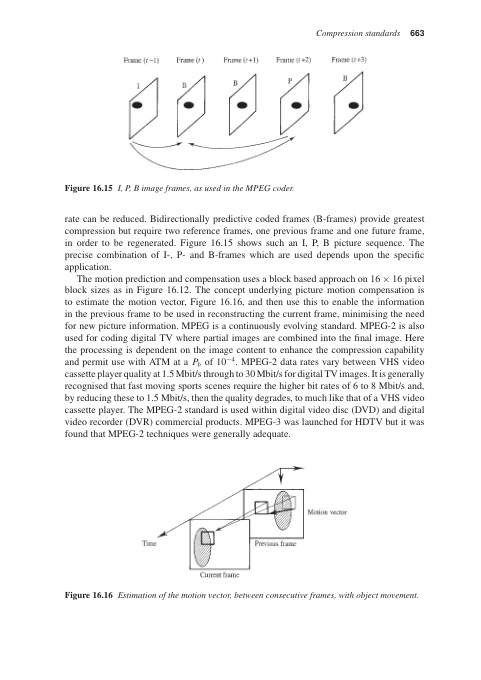 Compression standards 663
Frame (t−1) Frame (t) Frame (t+1) Frame (t+2) Frame (t+3)
I B B P B
Figure 16.15 I, P, B image frames, as used in the MPEG coder.
rate can be reduced. Bidirectionally predictive coded frames (B-frames) provide greatest
compression but require two reference frames, one previous frame and one future frame,
in order to be regenerated. Figure 16.15 shows such an I, P, B picture sequence. The
precise combination of I-, P- and B-frames which are used depends upon the specific
application.
The motion prediction and compensation uses a block based approach on 16 × 16 pixel
block sizes as in Figure 16.12. The concept underlying picture motion compensation is
to estimate the motion vector, Figure 16.16, and then use this to enable the information
in the previous frame to be used in reconstructing the current frame, minimising the need
for new picture information. MPEG is a continuously evolving standard. MPEG-2 is also
used for coding digital TV where partial images are combined into the final image. Here
the processing is dependent on the image content to enhance the compression capability
and permit use with ATM at a Pb of 10−4. MPEG-2 data rates vary between VHS video
cassette player quality at 1.5 Mbit/s through to 30 Mbit/s for digital TV images. It is generally
recognised that fast moving sports scenes require the higher bit rates of 6 to 8 Mbit/s and,
by reducing these to 1.5 Mbit/s, then the quality degrades, to much like that of a VHS video
cassette player. The MPEG-2 standard is used within digital video disc (DVD) and digital
video recorder (DVR) commercial products. MPEG-3 was launched for HDTV but it was
found that MPEG-2 techniques were generally adequate.
Motion vector
Time
Previous frame
Current frame
Figure 16.16 Estimation of the motion vector, between consecutive frames, with object movement.